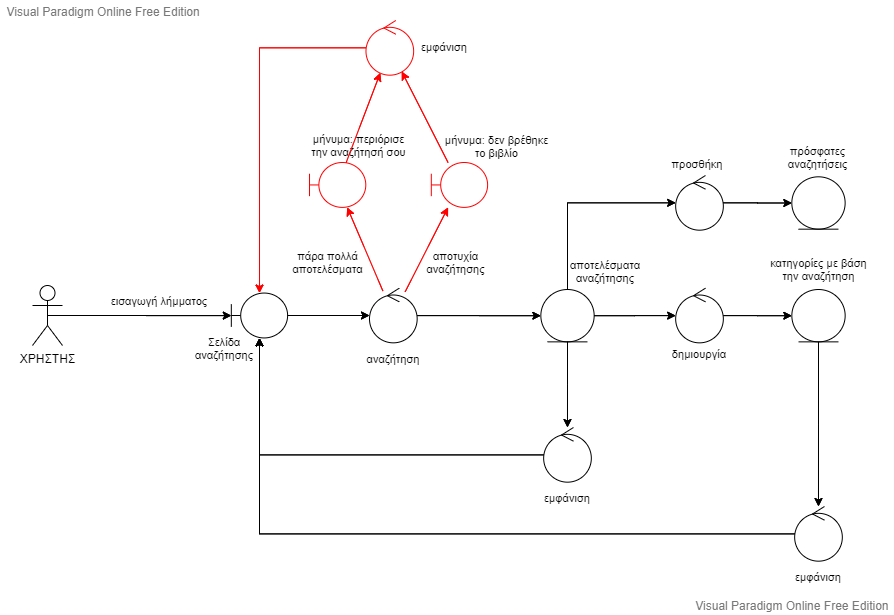 Visual Paradigm Online Free Edition
εμφάνιση
μήνυμα: περιόρισε
την αναζήτησή σου
μήνυμα: δεν βρέθηκε
το βιβλίο
προσθήκη
πρόσφατες
αναζητήσεις
πάρα πολλά
αποτελέσματα
αποτυχία
αναζήτησης
αποτελέσματα
αναζήτησης
κατηγορίες με βάση
την αναζήτηση
εισαγωγή λήμματος
ΧΡΗΣΤΗΣ
Σελίδα
αναζήτησης
αναζήτηση
δημιουργία
εμφάνιση
εμφάνιση
Visual Paradigm Online Free Edition